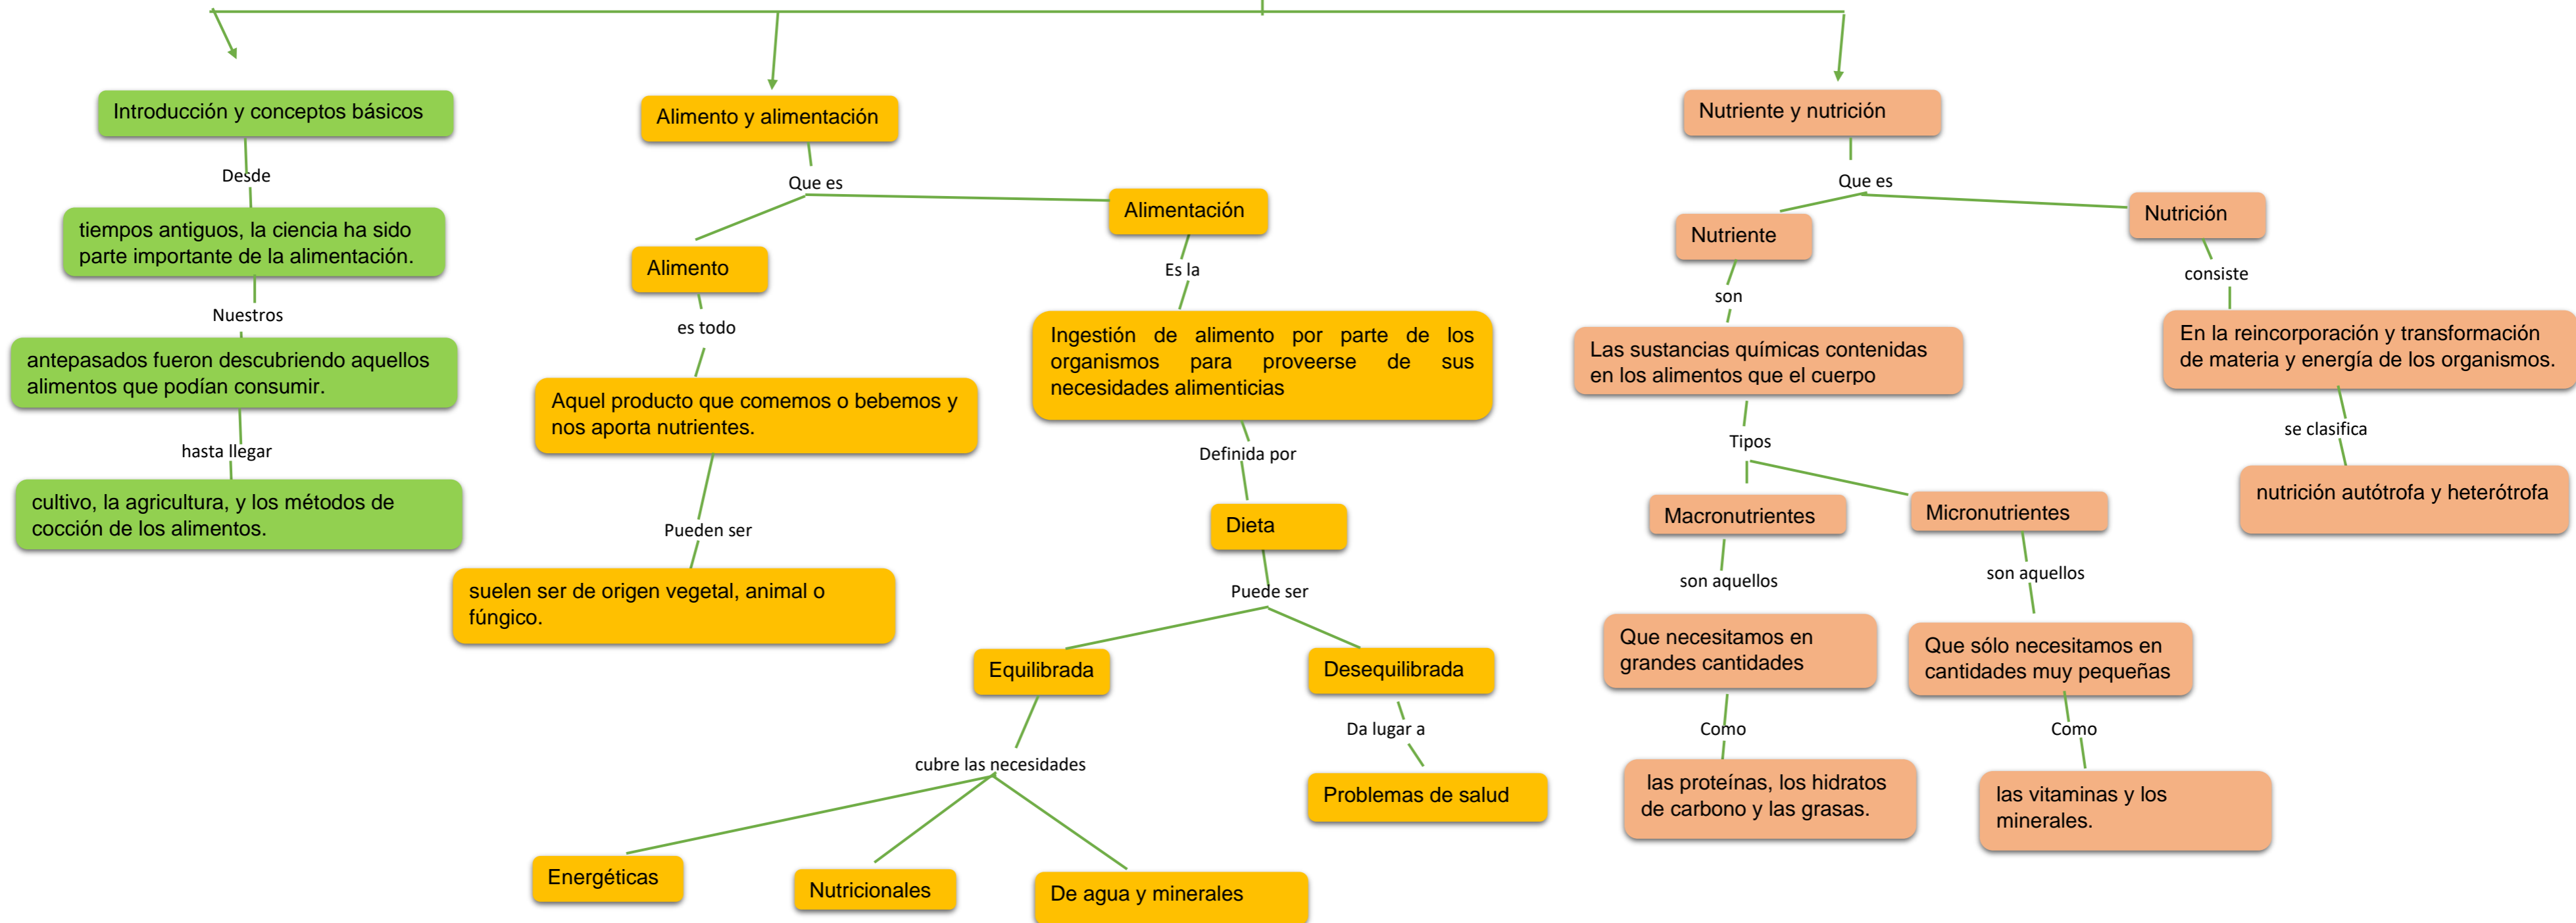 Introducción y conceptos básicos
Desde
tiempos antiguos, la ciencia ha sido
parte importante de la alimentación.
Nuestros
antepasados fueron descubriendo aquellos
alimentos que podían consumir.
hasta llegar
cultivo, la agricultura, y los métodos de
cocción de los alimentos.
Alimento y alimentación
Que es
Alimento
es todo
Aquel producto que comemos o bebemos y
nos aporta nutrientes.
Pueden ser
suelen ser de origen vegetal, animal o
fúngico.
Alimentación
Es la
Ingestión de alimento por parte de los
organismos para proveerse de sus
necesidades alimenticias
Definida por
Dieta
Puede ser
Equilibrada
cubre las necesidades
Energéticas
Nutricionales
De agua y minerales
Desequilibrada
Da lugar a
Problemas de salud
Nutriente y nutrición
Que es
Nutriente
son
Las sustancias químicas contenidas
en los alimentos que el cuerpo
Tipos
Macronutrientes
son aquellos
Que necesitamos en
grandes cantidades
Como
las proteínas, los hidratos
de carbono y las grasas.
Micronutrientes
son aquellos
Que sólo necesitamos en
cantidades muy pequeñas
Como
las vitaminas y los
minerales.
Nutrición
consiste
En la reincorporación y transformación
de materia y energía de los organismos.
se clasifica
nutrición autótrofa y heterótrofa